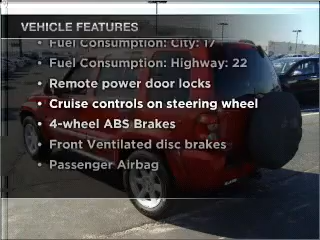 VEHICLE FEATURES
• Fuel Consumption: City: 17
• Fuel Consumption: Highway: 22
• Remote power door locks
• Cruise controls on steering wheel
• 4-wheel ABS Brakes
• Front Ventilated disc brakes
• Passenger Airbag